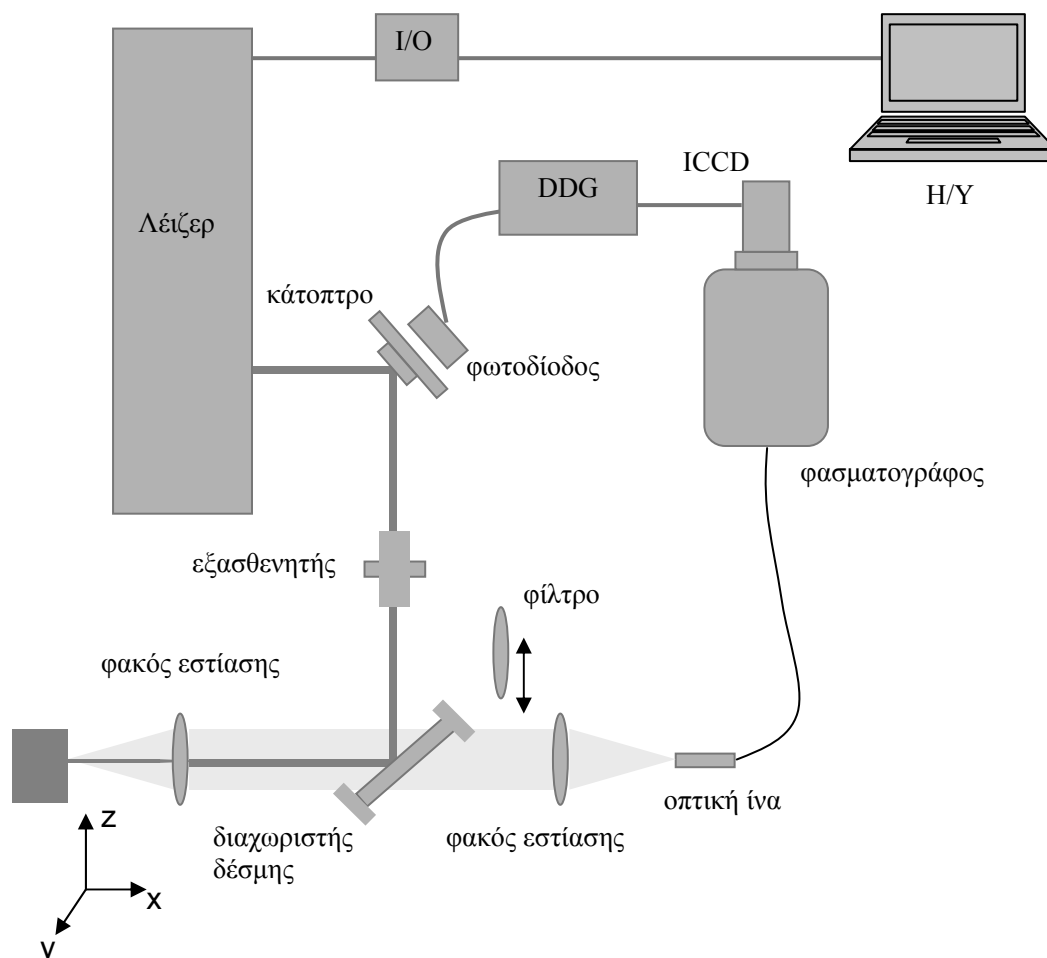 I/O
ICCD
DDG
Η/Υ
Λέιζερ
κάτοπτρο
φωτοδίοδος
φασματογράφος
εξασθενητής
φίλτρο
φακός εστίασης
οπτική ίνα
z
διαχωριστής
δέσμης
φακός εστίασης
x
y